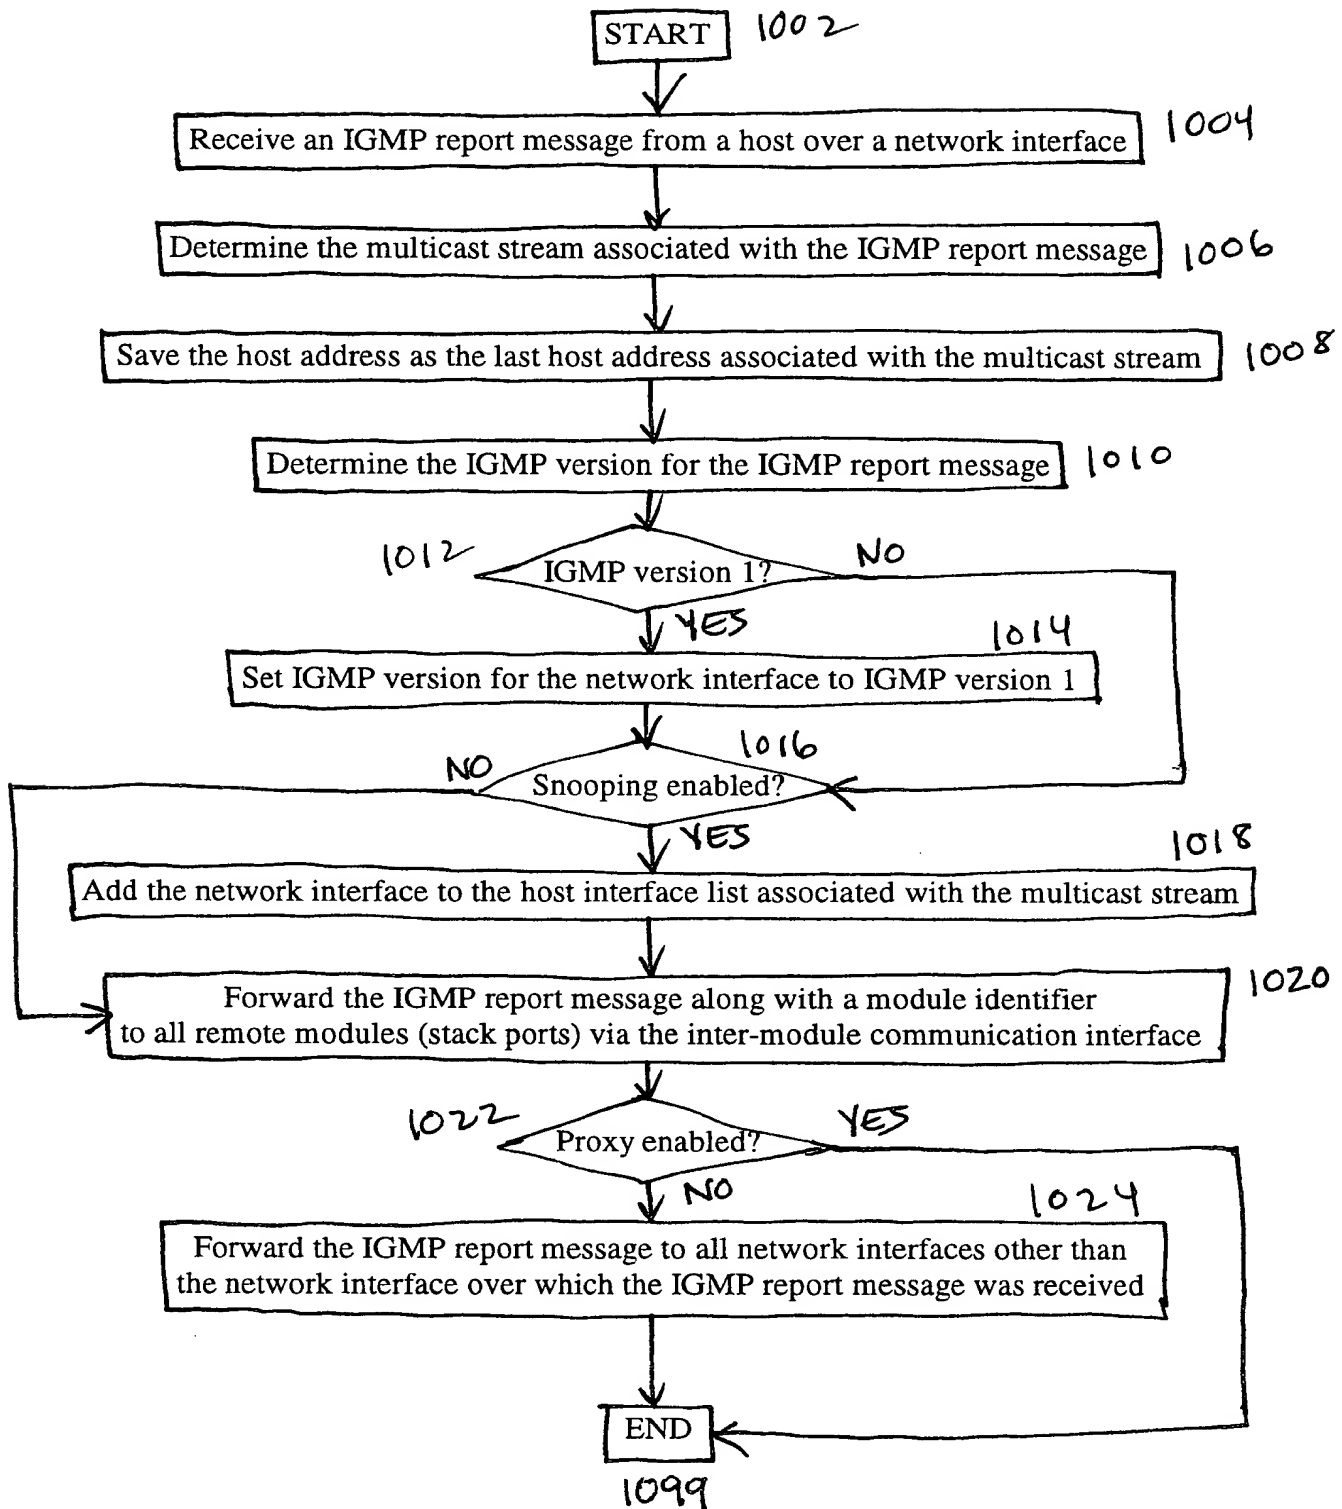 START 1002
Receive an IGMP report message from a host over a network interface 1004
Determine the multicast stream associated with the IGMP report message 1006
Save the host address as the last host address associated with the multicast stream 1008
Determine the IGMP version for the IGMP report message 1010
1012 IGMP version 1? NO
YES
1014
Set IGMP version for the network interface to IGMP version 1
1016
NO Snooping enabled?
YES
1018
Add the network interface to the host interface list associated with the multicast stream
Forward the IGMP report message along with a module identifier 1020
to all remote modules (stack ports) via the inter-module communication interface
1022 Proxy enabled? YES
NO
1024
Forward the IGMP report message to all network interfaces other than
the network interface over which the IGMP report message was received
END
1099